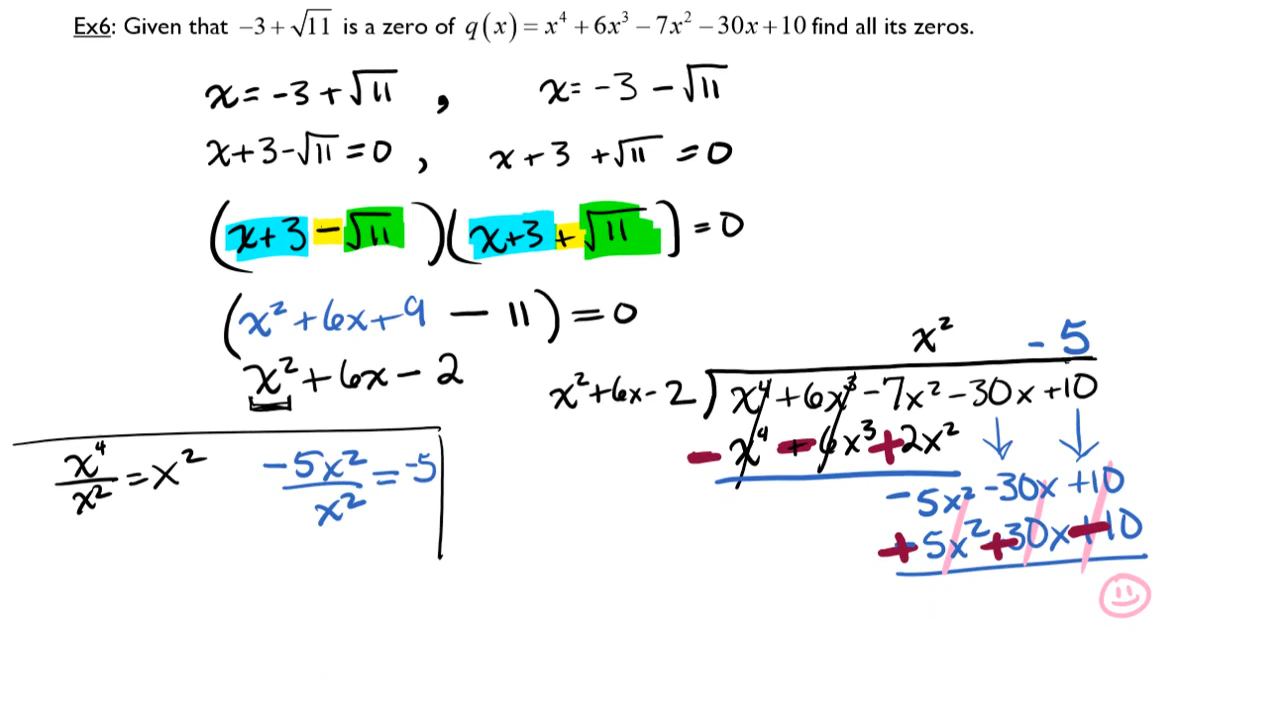 Ex6: Given that −3+√11 is a zero of q(x)=x⁴+6x³−7x²−30x+10 find all its zeros.
x=-3+√11 , x=-3-√11
x+3-√11=0 , x+3+√11=0
(x+3-√11)(x+3+√11)=0
(x²+6x+9-11)=0
x²+6x-2
x² -5
x²+6x-2)x⁴+6x³-7x²-30x+10
-x⁴-6x³+2x²
-5x²-30x+10
+5x²+30x-10
x⁴/x²=x² -5x²/x²=-5